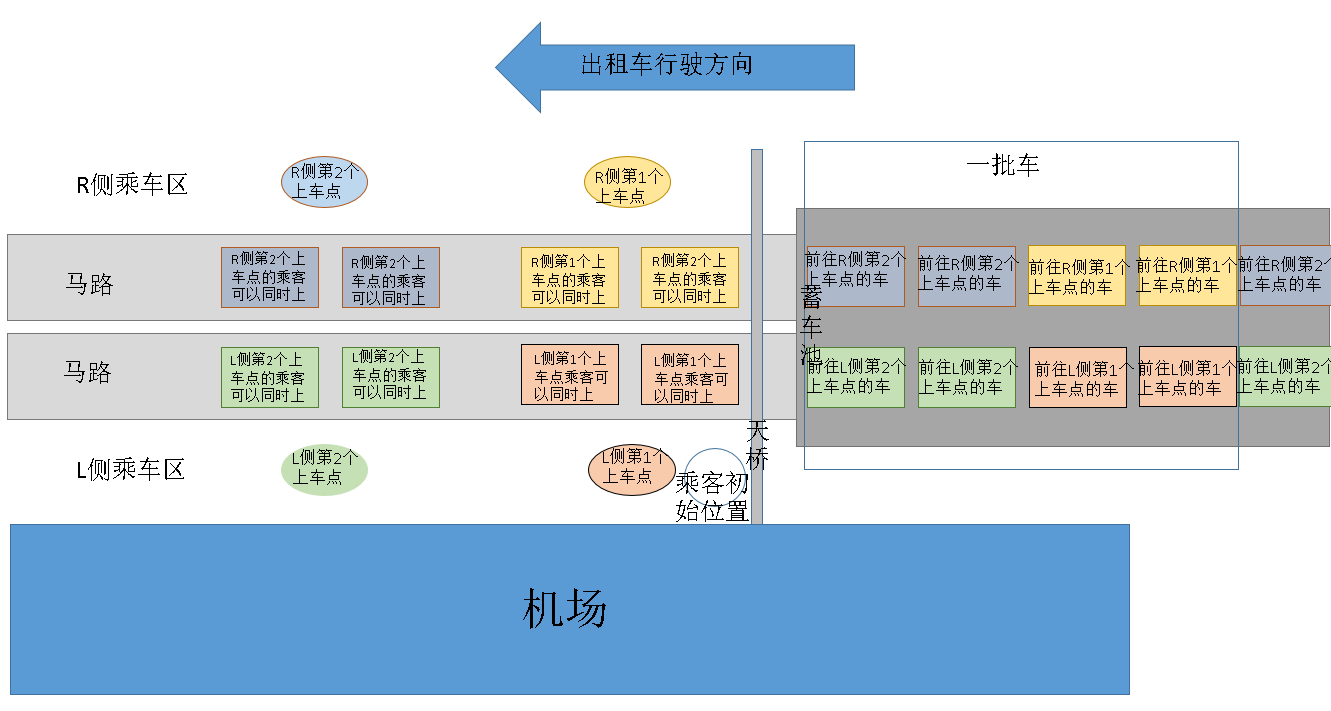 出租车行驶方向
一批车
R侧乘车区
R侧第2个
上车点
R侧第1个
上车点
马路
R侧第2个上
车点的乘客
可以同时上
R侧第2个上
车点的乘客
可以同时上
R侧第1个上
车点的乘客
可以同时上
R侧第2个上
车点的乘客
可以同时上
前往R侧第2个
上车点的车
前往R侧第2个
上车点的车
前往R侧第1个
上车点的车
前往R侧第1个
上车点的车
前往R侧第2
上车点的车
蓄
车
池
马路
L侧第2个上
车点的乘客
可以同时上
L侧第2个上
车点的乘客
可以同时上
L侧第1个上
车点乘客可
以同时上
L侧第1个上
车点乘客可
以同时上
前往L侧第2个
上车点的车
前往L侧第2个
上车点的车
前往L侧第1个
上车点的车
前往L侧第1个
上车点的车
前往L侧第2
上车点的车
天
桥
L侧乘车区
L侧第2个
上车点
L侧第1个
上车点
乘客初
始位置
机场